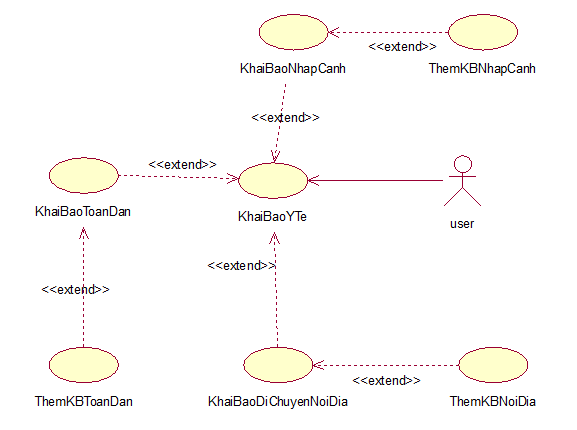 <<extend>>
KhaiBaoNhapCanh
ThemKBNhapCanh
<<extend>>
<<extend>>
KhaiBaoToanDan
KhaiBaoYTe
user
<<extend>>
<<extend>>
<<extend>>
ThemKBToanDan
KhaiBaoDiChuyenNoiDia
ThemKBNoiDia